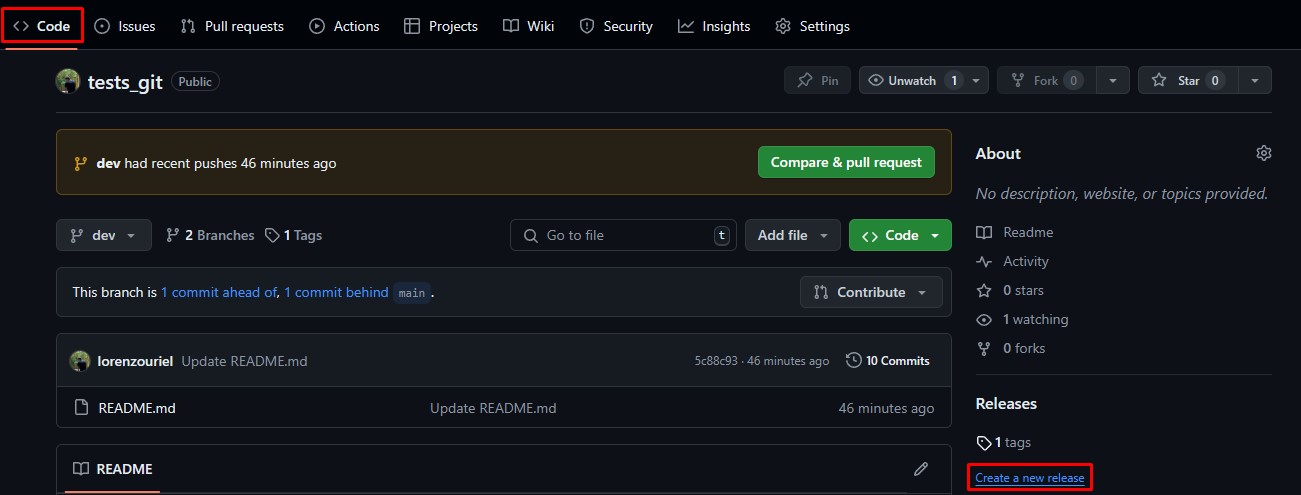 Code Issues Pull requests Actions Projects Wiki Security Insights Settings
tests_git Public Pin Unwatch 1 Fork 0 Star 0
dev had recent pushes 46 minutes ago Compare & pull request
dev 2 Branches 1 Tags Go to file t Add file Code
This branch is 1 commit ahead of, 1 commit behind main . Contribute
lorenzouriel Update README.md 5c88c93 · 46 minutes ago 10 Commits
README.md Update README.md 46 minutes ago
README
About
No description, website, or topics provided.
Readme
Activity
0 stars
1 watching
0 forks
Releases
1 tags
Create a new release